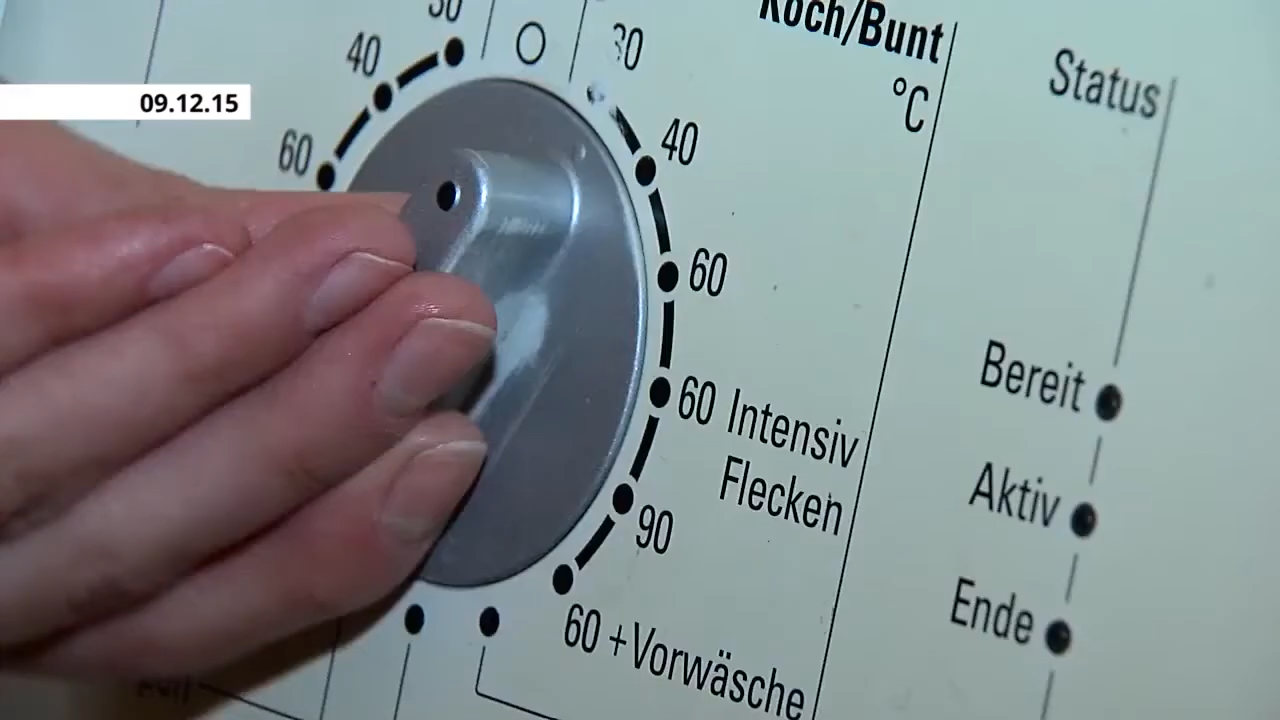 09.12.15
30
40
60
30
40
60
60 Intensiv
Flecken
90
60 + Vorwäsche
Koch/Bunt
°C
Status
Bereit
Aktiv
Ende